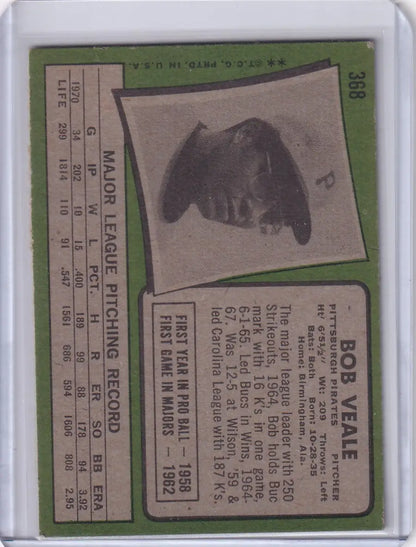 368
**©T.C.G. PRTD. IN U.S.A.
P
BOB VEALE
PITTSBURGH PIRATES PITCHER
Ht: 6'5½" Wt: 209 Throws: Left
Bats: Both Born: 10-28-35
Home: Birmingham, Ala.
The major league leader with 250
Strikeouts, 1964, Bob holds Buc
mark with 16 K's in one game,
6-1-65. Led Bucs in Wins, 1964-
67. Was 12-5 at Wilson, '59 &
led Carolina League with 187 K's.
FIRST YEAR IN PRO BALL — 1958
FIRST GAME IN MAJORS — 1962
MAJOR LEAGUE PITCHING RECORD
G IP W L PCT. H R ER SO BB ERA
1970 34 202 10 15 .400 189 99 88 178 94 3.92
LIFE 299 1814 110 91 .547 1561 686 594 1606 808 2.95